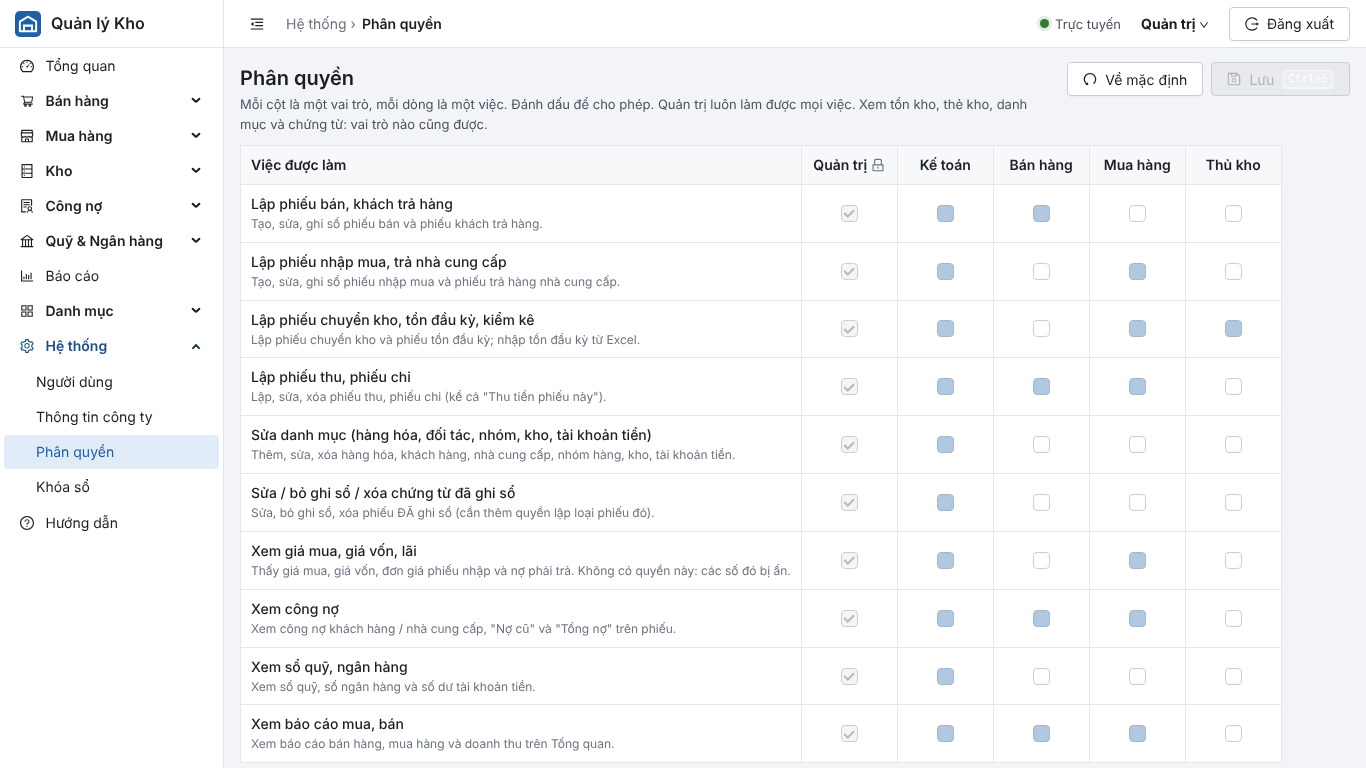 Quản lý Kho
Hệ thống › Phân quyền
Trực tuyến
Quản trị
Đăng xuất
Tổng quan
Bán hàng
Mua hàng
Kho
Công nợ
Quỹ & Ngân hàng
Báo cáo
Danh mục
Hệ thống
Người dùng
Thông tin công ty
Phân quyền
Khóa sổ
Hướng dẫn
Phân quyền
Mỗi cột là một vai trò, mỗi dòng là một việc. Đánh dấu để cho phép. Quản trị luôn làm được mọi việc. Xem tồn kho, thẻ kho, danh
mục và chứng từ: vai trò nào cũng được.
Về mặc định
Lưu Ctrl+S
Việc được làm Quản trị Kế toán Bán hàng Mua hàng Thủ kho
Lập phiếu bán, khách trả hàng
Tạo, sửa, ghi sổ phiếu bán và phiếu khách trả hàng.
Lập phiếu nhập mua, trả nhà cung cấp
Tạo, sửa, ghi sổ phiếu nhập mua và phiếu trả hàng nhà cung cấp.
Lập phiếu chuyển kho, tồn đầu kỳ, kiểm kê
Lập phiếu chuyển kho và phiếu tồn đầu kỳ; nhập tồn đầu kỳ từ Excel.
Lập phiếu thu, phiếu chi
Lập, sửa, xóa phiếu thu, phiếu chi (kể cả "Thu tiền phiếu này").
Sửa danh mục (hàng hóa, đối tác, nhóm, kho, tài khoản tiền)
Thêm, sửa, xóa hàng hóa, khách hàng, nhà cung cấp, nhóm hàng, kho, tài khoản tiền.
Sửa / bỏ ghi sổ / xóa chứng từ đã ghi sổ
Sửa, bỏ ghi sổ, xóa phiếu ĐÃ ghi sổ (cần thêm quyền lập loại phiếu đó).
Xem giá mua, giá vốn, lãi
Thấy giá mua, giá vốn, đơn giá phiếu nhập và nợ phải trả. Không có quyền này: các số đó bị ẩn.
Xem công nợ
Xem công nợ khách hàng / nhà cung cấp, "Nợ cũ" và "Tổng nợ" trên phiếu.
Xem sổ quỹ, ngân hàng
Xem sổ quỹ, sổ ngân hàng và số dư tài khoản tiền.
Xem báo cáo mua, bán
Xem báo cáo bán hàng, mua hàng và doanh thu trên Tổng quan.